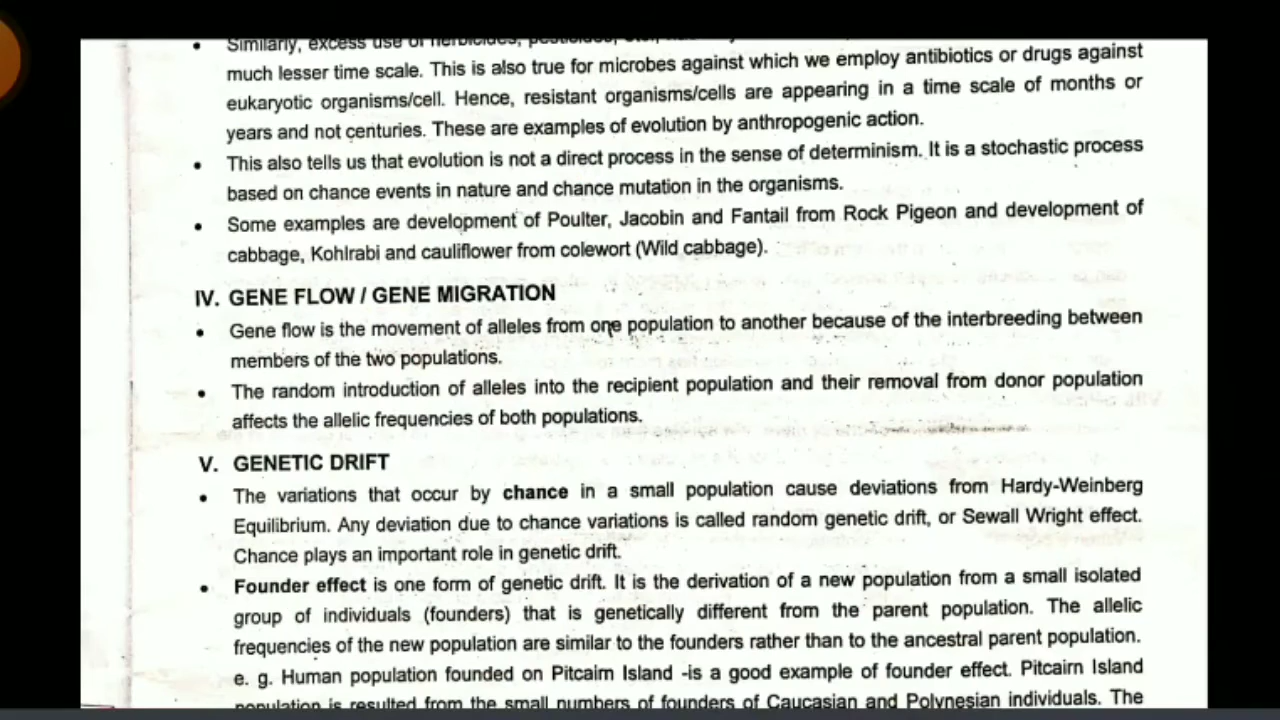 • Similarly, excess use of herbicides, pesticides, etc.,
much lesser time scale. This is also true for microbes against which we employ antibiotics or drugs against
eukaryotic organisms/cell. Hence, resistant organisms/cells are appearing in a time scale of months or
years and not centuries. These are examples of evolution by anthropogenic action.
• This also tells us that evolution is not a direct process in the sense of determinism. It is a stochastic process
based on chance events in nature and chance mutation in the organisms.
• Some examples are development of Poulter, Jacobin and Fantail from Rock Pigeon and development of
cabbage, Kohlrabi and cauliflower from colewort (Wild cabbage).
IV. GENE FLOW / GENE MIGRATION
• Gene flow is the movement of alleles from one population to another because of the interbreeding between
members of the two populations.
• The random introduction of alleles into the recipient population and their removal from donor population
affects the allelic frequencies of both populations.
V. GENETIC DRIFT
• The variations that occur by chance in a small population cause deviations from Hardy-Weinberg
Equilibrium. Any deviation due to chance variations is called random genetic drift, or Sewall Wright effect.
Chance plays an important role in genetic drift.
• Founder effect is one form of genetic drift. It is the derivation of a new population from a small isolated
group of individuals (founders) that is genetically different from the parent population. The allelic
frequencies of the new population are similar to the founders rather than to the ancestral parent population.
e. g. Human population founded on Pitcairn Island -is a good example of founder effect. Pitcairn Island
population is resulted from the small numbers of founders of Caucasian and Polynesian individuals. The